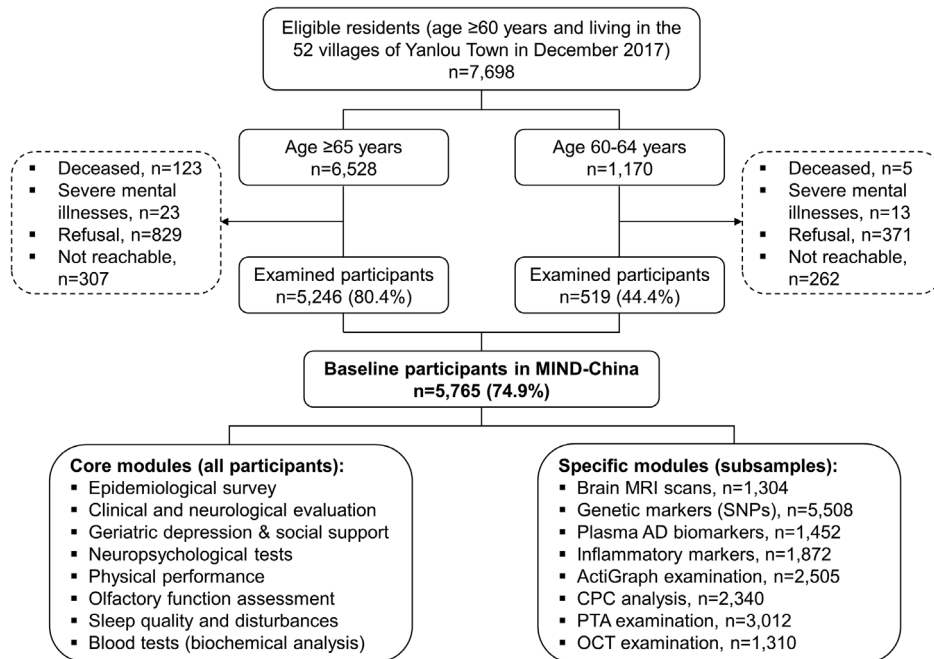 Eligible residents (age ≥60 years and living in the
52 villages of Yanlou Town in December 2017)
n=7,698
Age ≥65 years
n=6,528
Age 60-64 years
n=1,170
▪ Deceased, n=123
▪ Severe mental
illnesses, n=23
▪ Refusal, n=829
▪ Not reachable,
n=307
▪ Deceased, n=5
▪ Severe mental
illnesses, n=13
▪ Refusal, n=371
▪ Not reachable,
n=262
Examined participants
n=5,246 (80.4%)
Examined participants
n=519 (44.4%)
Baseline participants in MIND-China
n=5,765 (74.9%)
Core modules (all participants):
▪ Epidemiological survey
▪ Clinical and neurological evaluation
▪ Geriatric depression & social support
▪ Neuropsychological tests
▪ Physical performance
▪ Olfactory function assessment
▪ Sleep quality and disturbances
▪ Blood tests (biochemical analysis)
Specific modules (subsamples):
▪ Brain MRI scans, n=1,304
▪ Genetic markers (SNPs), n=5,508
▪ Plasma AD biomarkers, n=1,452
▪ Inflammatory markers, n=1,872
▪ ActiGraph examination, n=2,505
▪ CPC analysis, n=2,340
▪ PTA examination, n=3,012
▪ OCT examination, n=1,310